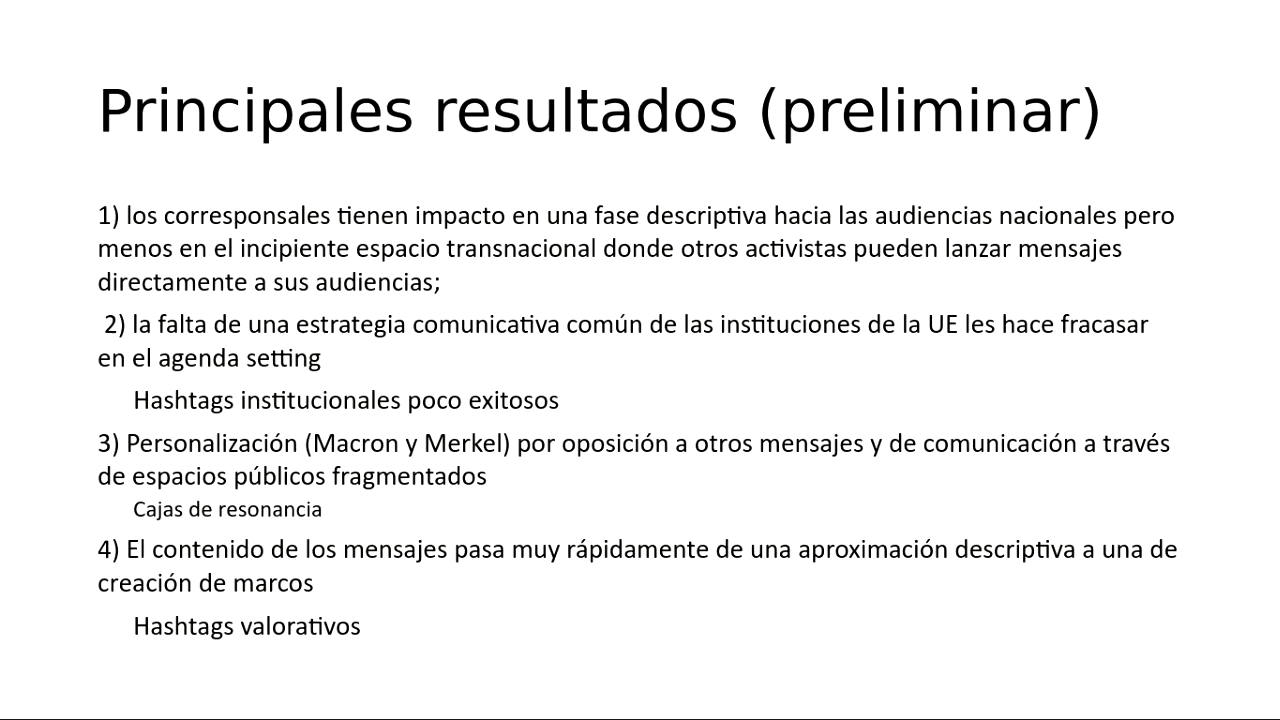 Principales resultados (preliminar)
1) los corresponsales tienen impacto en una fase descriptiva hacia las audiencias nacionales pero
menos en el incipiente espacio transnacional donde otros activistas pueden lanzar mensajes
directamente a sus audiencias;
2) la falta de una estrategia comunicativa común de las instituciones de la UE les hace fracasar
en el agenda setting
Hashtags institucionales poco exitosos
3) Personalización (Macron y Merkel) por oposición a otros mensajes y de comunicación a través
de espacios públicos fragmentados
Cajas de resonancia
4) El contenido de los mensajes pasa muy rápidamente de una aproximación descriptiva a una de
creación de marcos
Hashtags valorativos